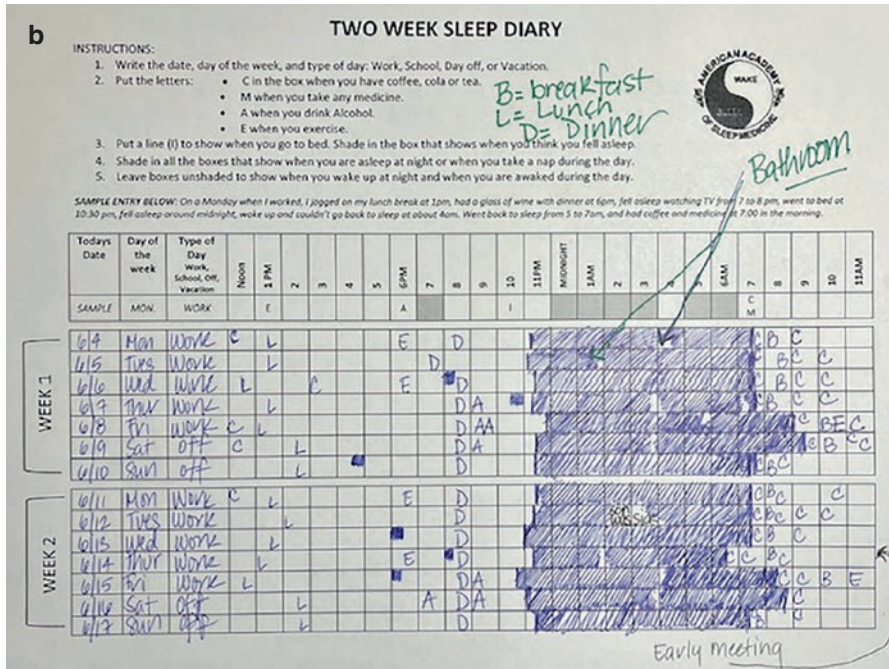 b
TWO WEEK SLEEP DIARY
INSTRUCTIONS:
1. Write the date, day of the week, and type of day: Work, School, Day off, or Vacation.
2. Put the letters: • C in the box when you have coffee, cola or tea.
• M when you take any medicine.
• A when you drink Alcohol.
• E when you exercise.
B= breakfast
L= Lunch
D= Dinner
3. Put a line (I) to show when you go to bed. Shade in the box that shows when you think you fell asleep.
4. Shade in all the boxes that show when you are asleep at night or when you take a nap during the day.
5. Leave boxes unshaded to show when you wake up at night and when you are awaked during the day.
AMERICAN ACADEMY OF SLEEP MEDICINE
WAKE
SLEEP
Bathroom
SAMPLE ENTRY BELOW: On a Monday when I worked, I jogged on my lunch break at 1pm, had a glass of wine with dinner at 6pm, fell asleep watching TV from 7 to 8 pm, went to bed at
10:30 pm, fell asleep around midnight, woke up and couldn't go back to sleep at about 4am. Went back to sleep from 5 to 7am, and had coffee and medicine at 7:00 in the morning.
Todays Date Day of the week Type of Day Work, School, Off, Vacation Noon 1 PM 2 3 4 5 6PM 7 8 9 10 11PM MIDNIGHT 1AM 2 3 4 5 6AM 7 8 9 10 11AM
SAMPLE MON. WORK E A I C M
WEEK 1
6/4 Mon Work C L E D C B C
6/5 Tues Work L D C B C C
6/6 Wed Work L C E D C B C C
6/7 Thur Work L D A C B C C
6/8 Fri Work C L D AA C BE C
6/9 Sat Off C L D A C C B C C
6/10 Sun Off L D C B C
WEEK 2
6/11 Mon Work C L E D C B C C
6/12 Tues Work L D C B C C C
6/13 Wed Work L D C B C
6/14 Thur Work L E D C C B C
6/15 Fri Work L D A C C B E
6/16 Sat Off L A D A C
6/17 Sun Off L D B C
Early meeting